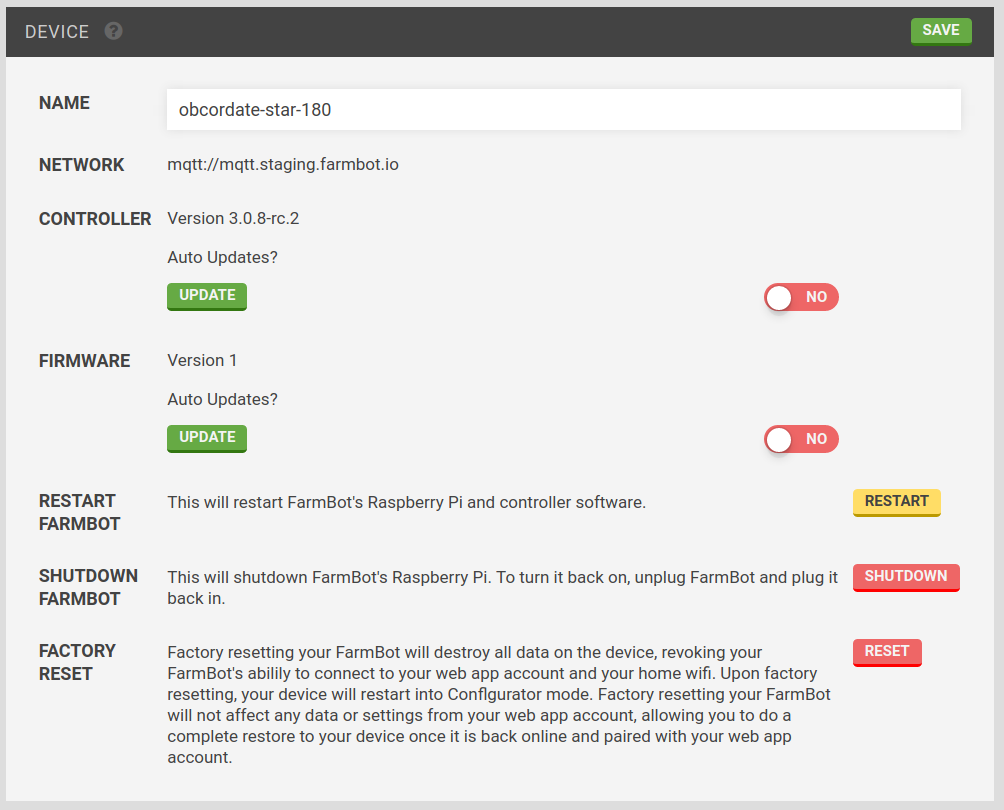 DEVICE ? SAVE
NAME obcordate-star-180
NETWORK mqtt://mqtt.staging.farmbot.io
CONTROLLER Version 3.0.8-rc.2
Auto Updates?
UPDATE NO
FIRMWARE Version 1
Auto Updates?
UPDATE NO
RESTART This will restart FarmBot's Raspberry Pi and controller software. RESTART
FARMBOT
SHUTDOWN This will shutdown FarmBot's Raspberry Pi. To turn it back on, unplug FarmBot and plug it SHUTDOWN
FARMBOT back in.
FACTORY Factory resetting your FarmBot will destroy all data on the device, revoking your RESET
RESET FarmBot's abilily to connect to your web app account and your home wifi. Upon factory
resetting, your device will restart into Conflgurator mode. Factory resetting your FarmBot
will not affect any data or settings from your web app account, allowing you to do a
complete restore to your device once it is back online and paired with your web app
account.